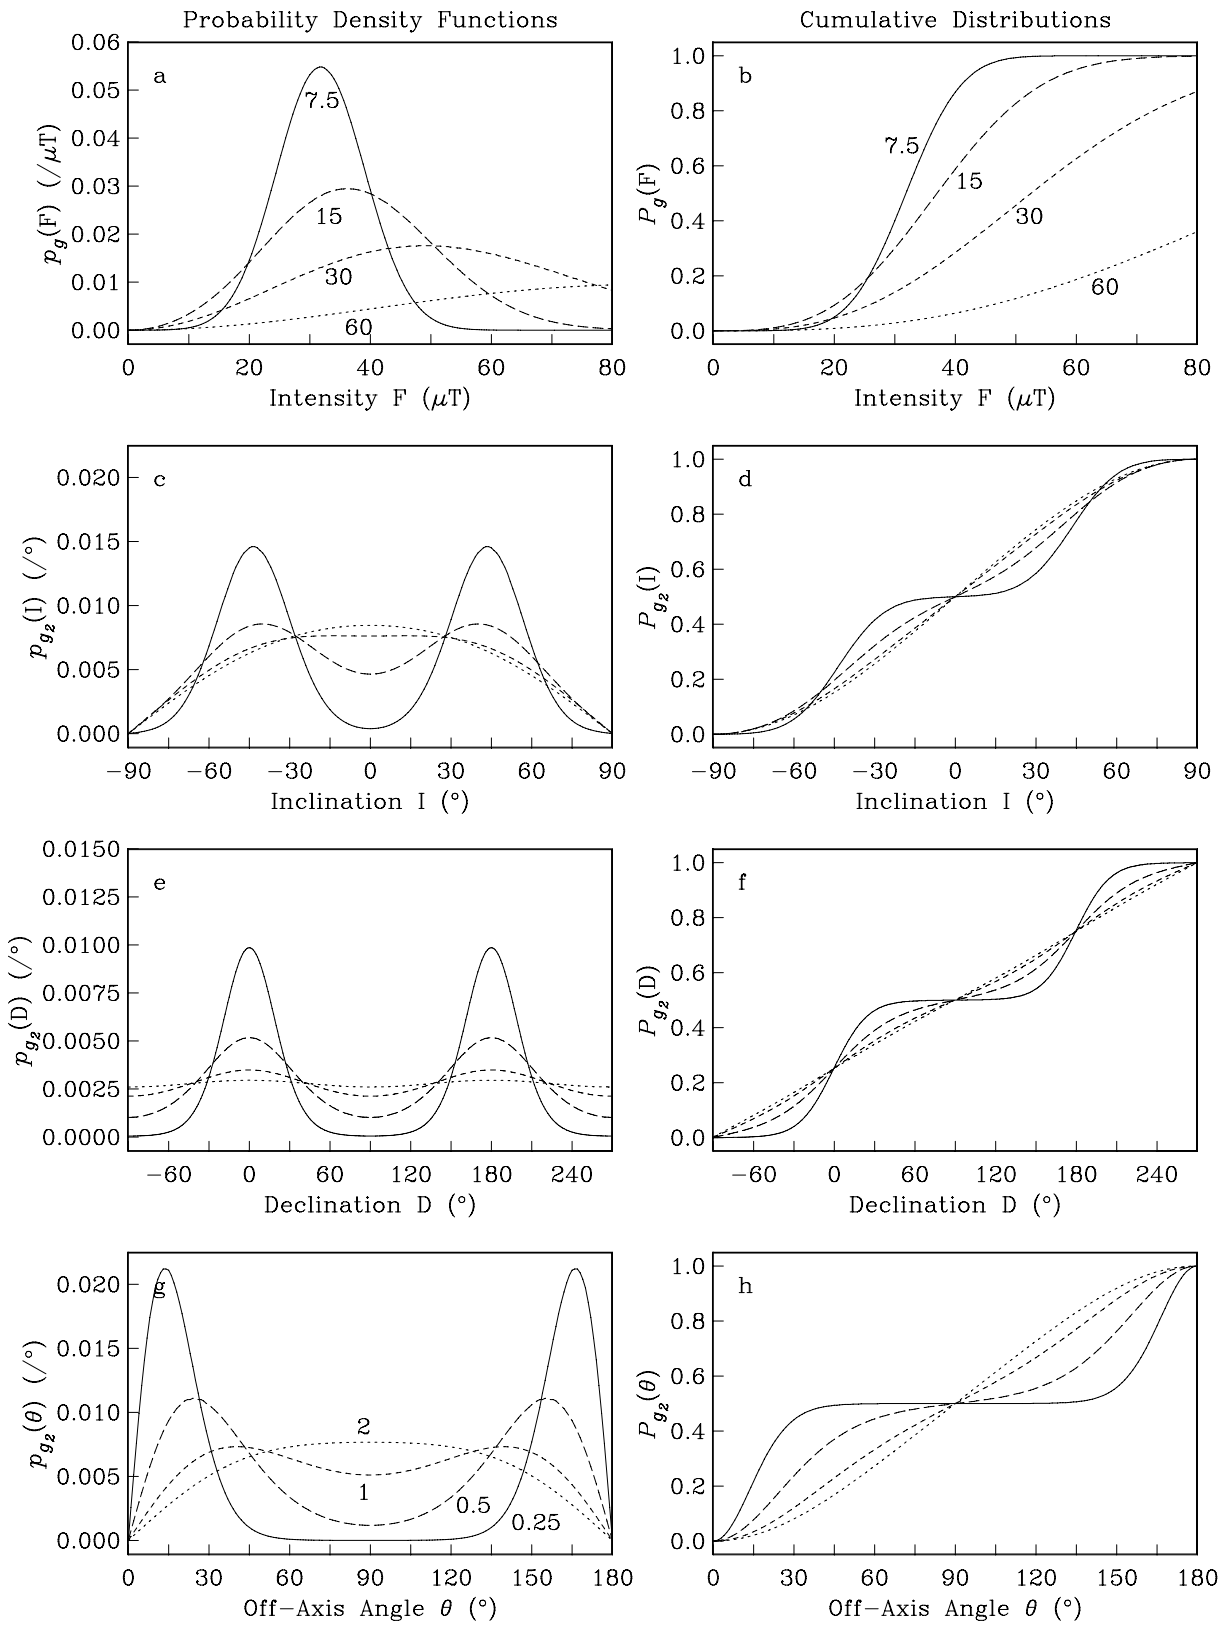 Probability Density Functions
Cumulative Distributions
a
p_g(F) (/μT)
0.06
0.05
0.04
0.03
0.02
0.01
0.00
7.5
15
30
60
0 20 40 60 80
Intensity F (μT)
b
P_g(F)
1.0
0.8
0.6
0.4
0.2
0.0
7.5
15
30
60
0 20 40 60 80
Intensity F (μT)
c
p_g₂(I) (/°)
0.020
0.015
0.010
0.005
0.000
−90 −60 −30 0 30 60 90
Inclination I (°)
d
P_g₂(I)
1.0
0.8
0.6
0.4
0.2
0.0
−90 −60 −30 0 30 60 90
Inclination I (°)
e
p_g₂(D) (/°)
0.0150
0.0125
0.0100
0.0075
0.0050
0.0025
0.0000
−60 0 60 120 180 240
Declination D (°)
f
P_g₂(D)
1.0
0.8
0.6
0.4
0.2
0.0
−60 0 60 120 180 240
Declination D (°)
g
p_g₂(θ) (/°)
0.020
0.015
0.010
0.005
0.000
2
1
0.5
0.25
0 30 60 90 120 150 180
Off−Axis Angle θ (°)
h
P_g₂(θ)
1.0
0.8
0.6
0.4
0.2
0.0
0 30 60 90 120 150 180
Off−Axis Angle θ (°)